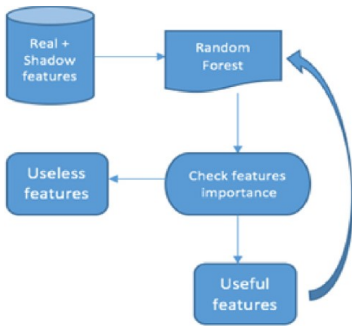 Real +
Shadow
features
Random
Forest
Useless
features
Check features
importance
Useful
features